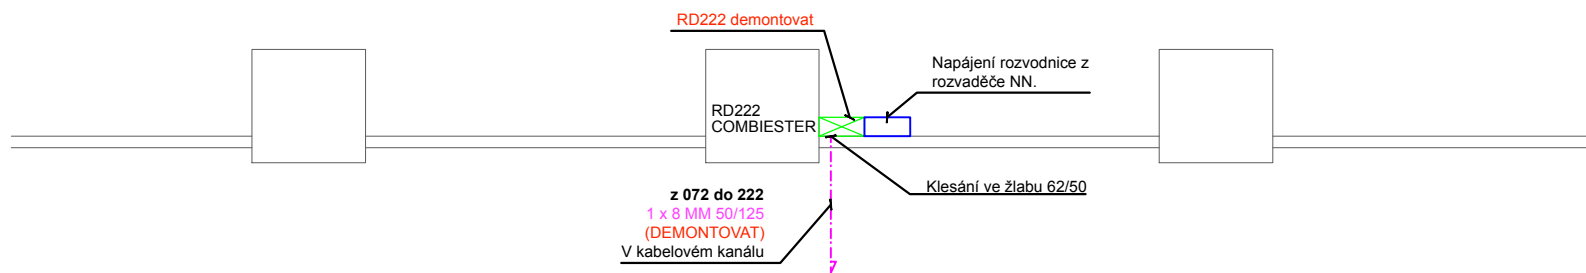 RD222 demontovat
Napájení rozvodnice z
rozvaděče NN.
RD222
COMBIESTER
Klesání ve žlabu 62/50
z 072 do 222
1 x 8 MM 50/125
(DEMONTOVAT)
V kabelovém kanálu